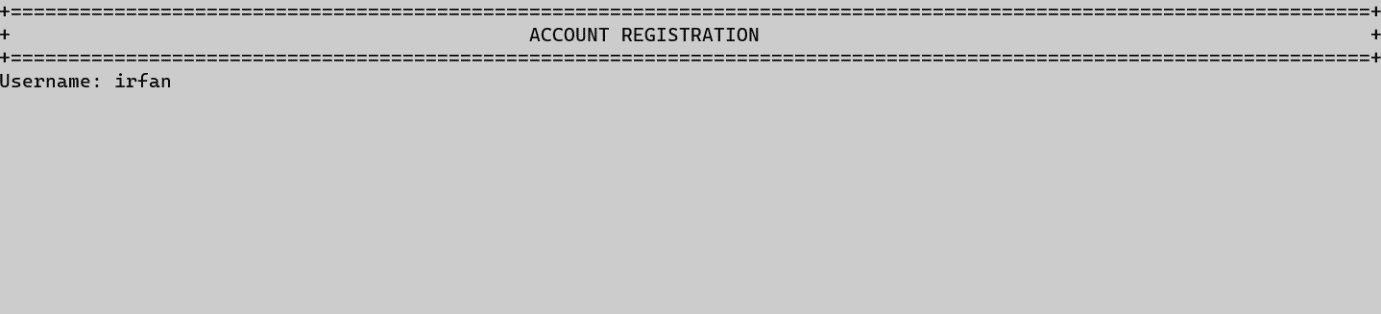 +======================================================================================================================+
+                                             ACCOUNT REGISTRATION                                                     +
+======================================================================================================================+
Username: irfan